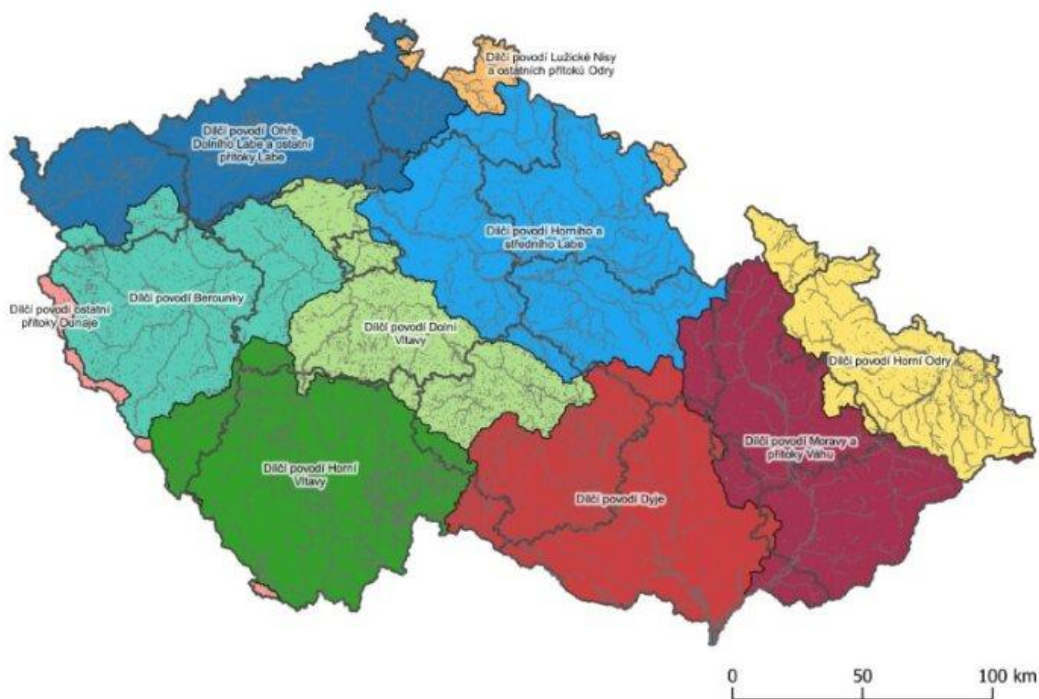 Dílčí povodí Lužické Nisy
a ostatních přítoků Odry
Dílčí povodí Ohře,
Dolního Labe a ostatní
přítoky Labe
Dílčí povodí Horního a
středního Labe
Dílčí povodí ostatní
přítoky Dunaje
Dílčí povodí Berounky
Dílčí povodí Dolní
Vltavy
Dílčí povodí Horní Odry
Dílčí povodí Moravy a
přítoky Váhu
Dílčí povodí Horní
Vltavy
Dílčí povodí Dyje
0 50 100 km